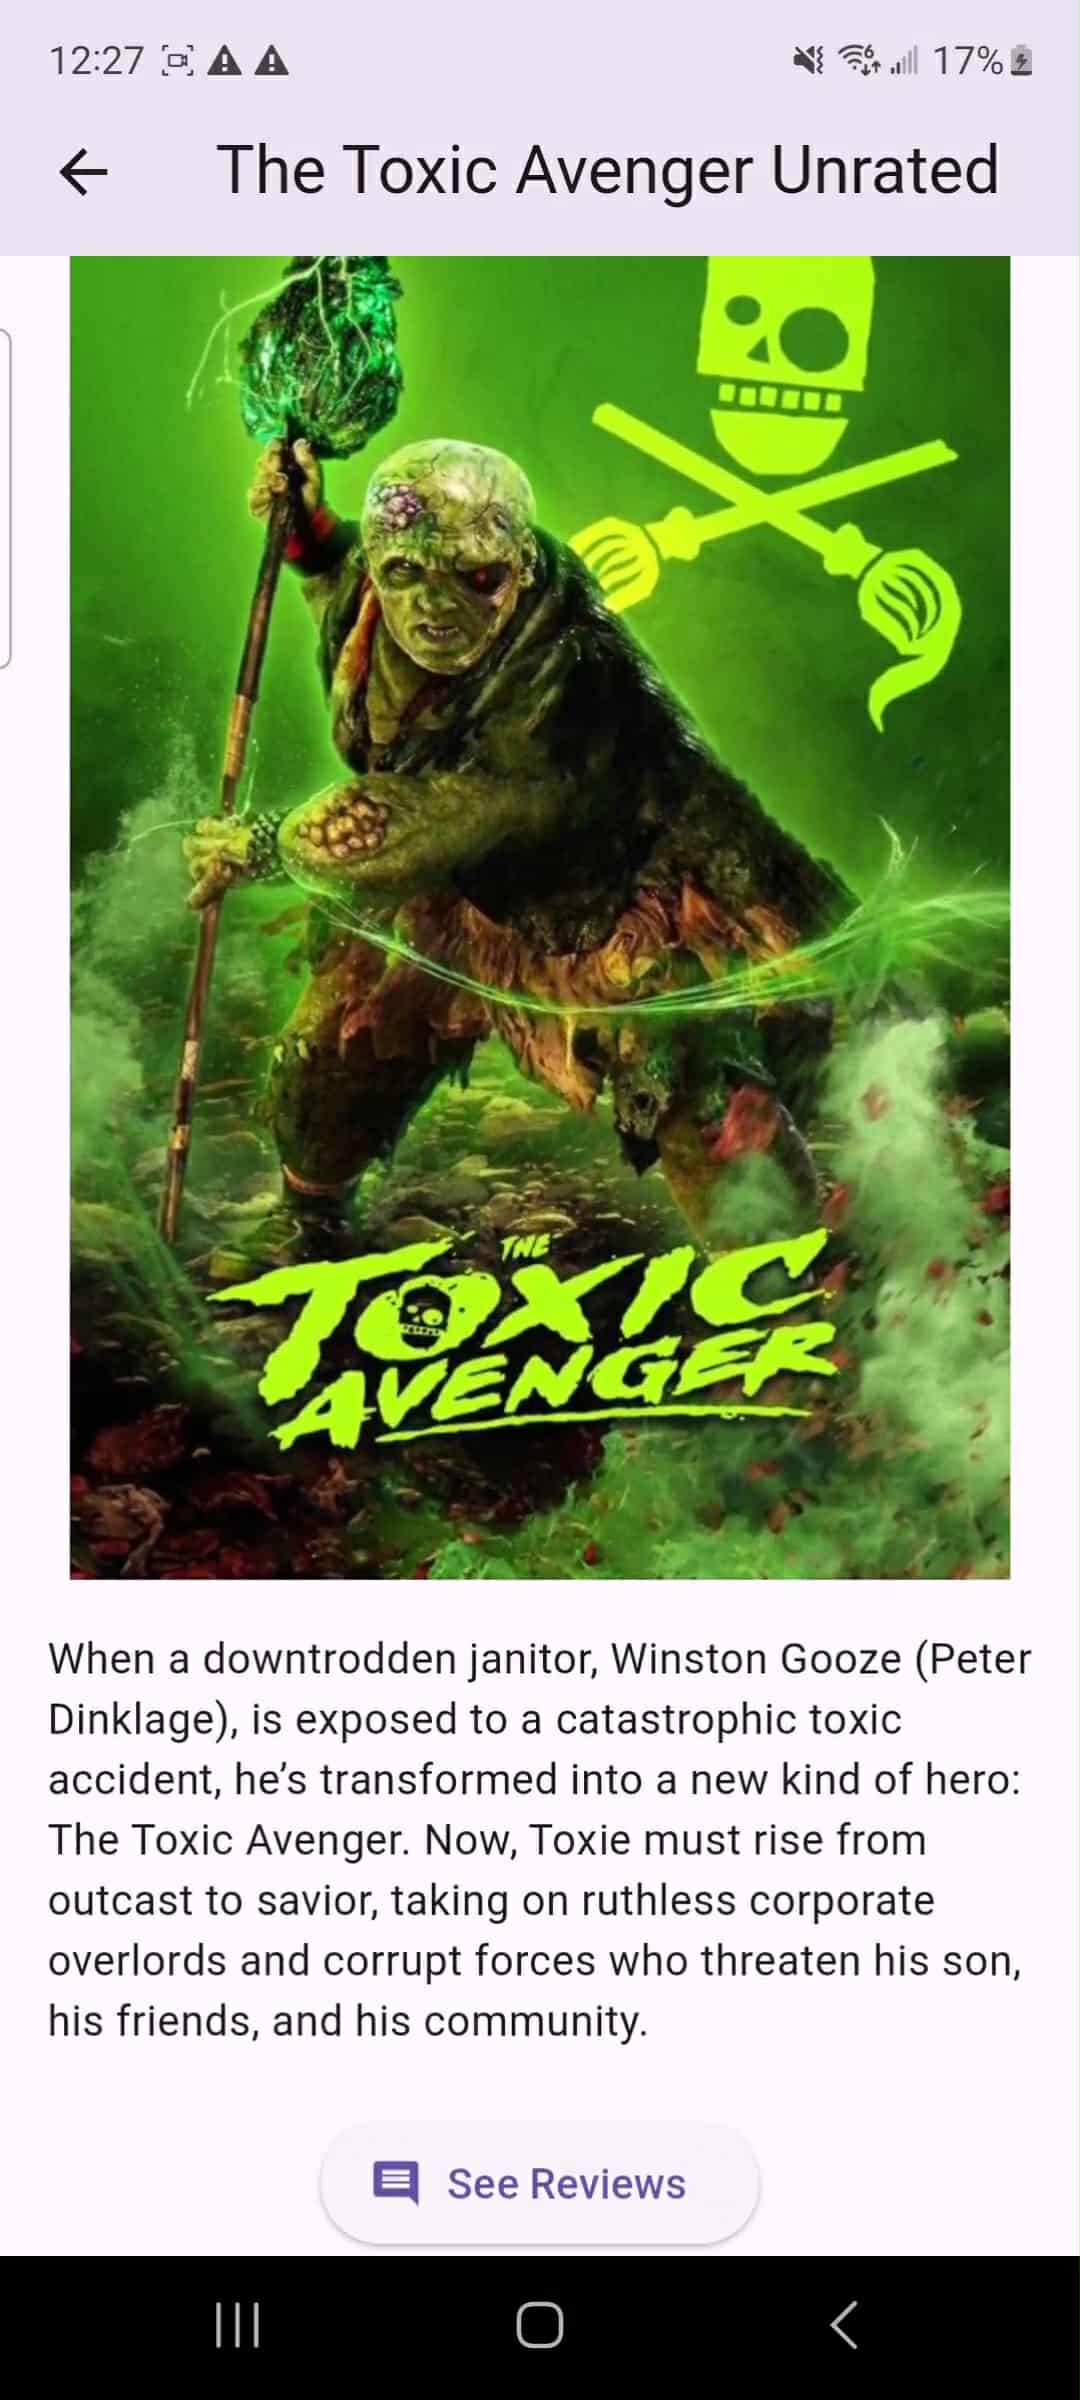 12:27
17%
The Toxic Avenger Unrated
THE
TOXIC
AVENGER
When a downtrodden janitor, Winston Gooze (Peter
Dinklage), is exposed to a catastrophic toxic
accident, he’s transformed into a new kind of hero:
The Toxic Avenger. Now, Toxie must rise from
outcast to savior, taking on ruthless corporate
overlords and corrupt forces who threaten his son,
his friends, and his community.
See Reviews